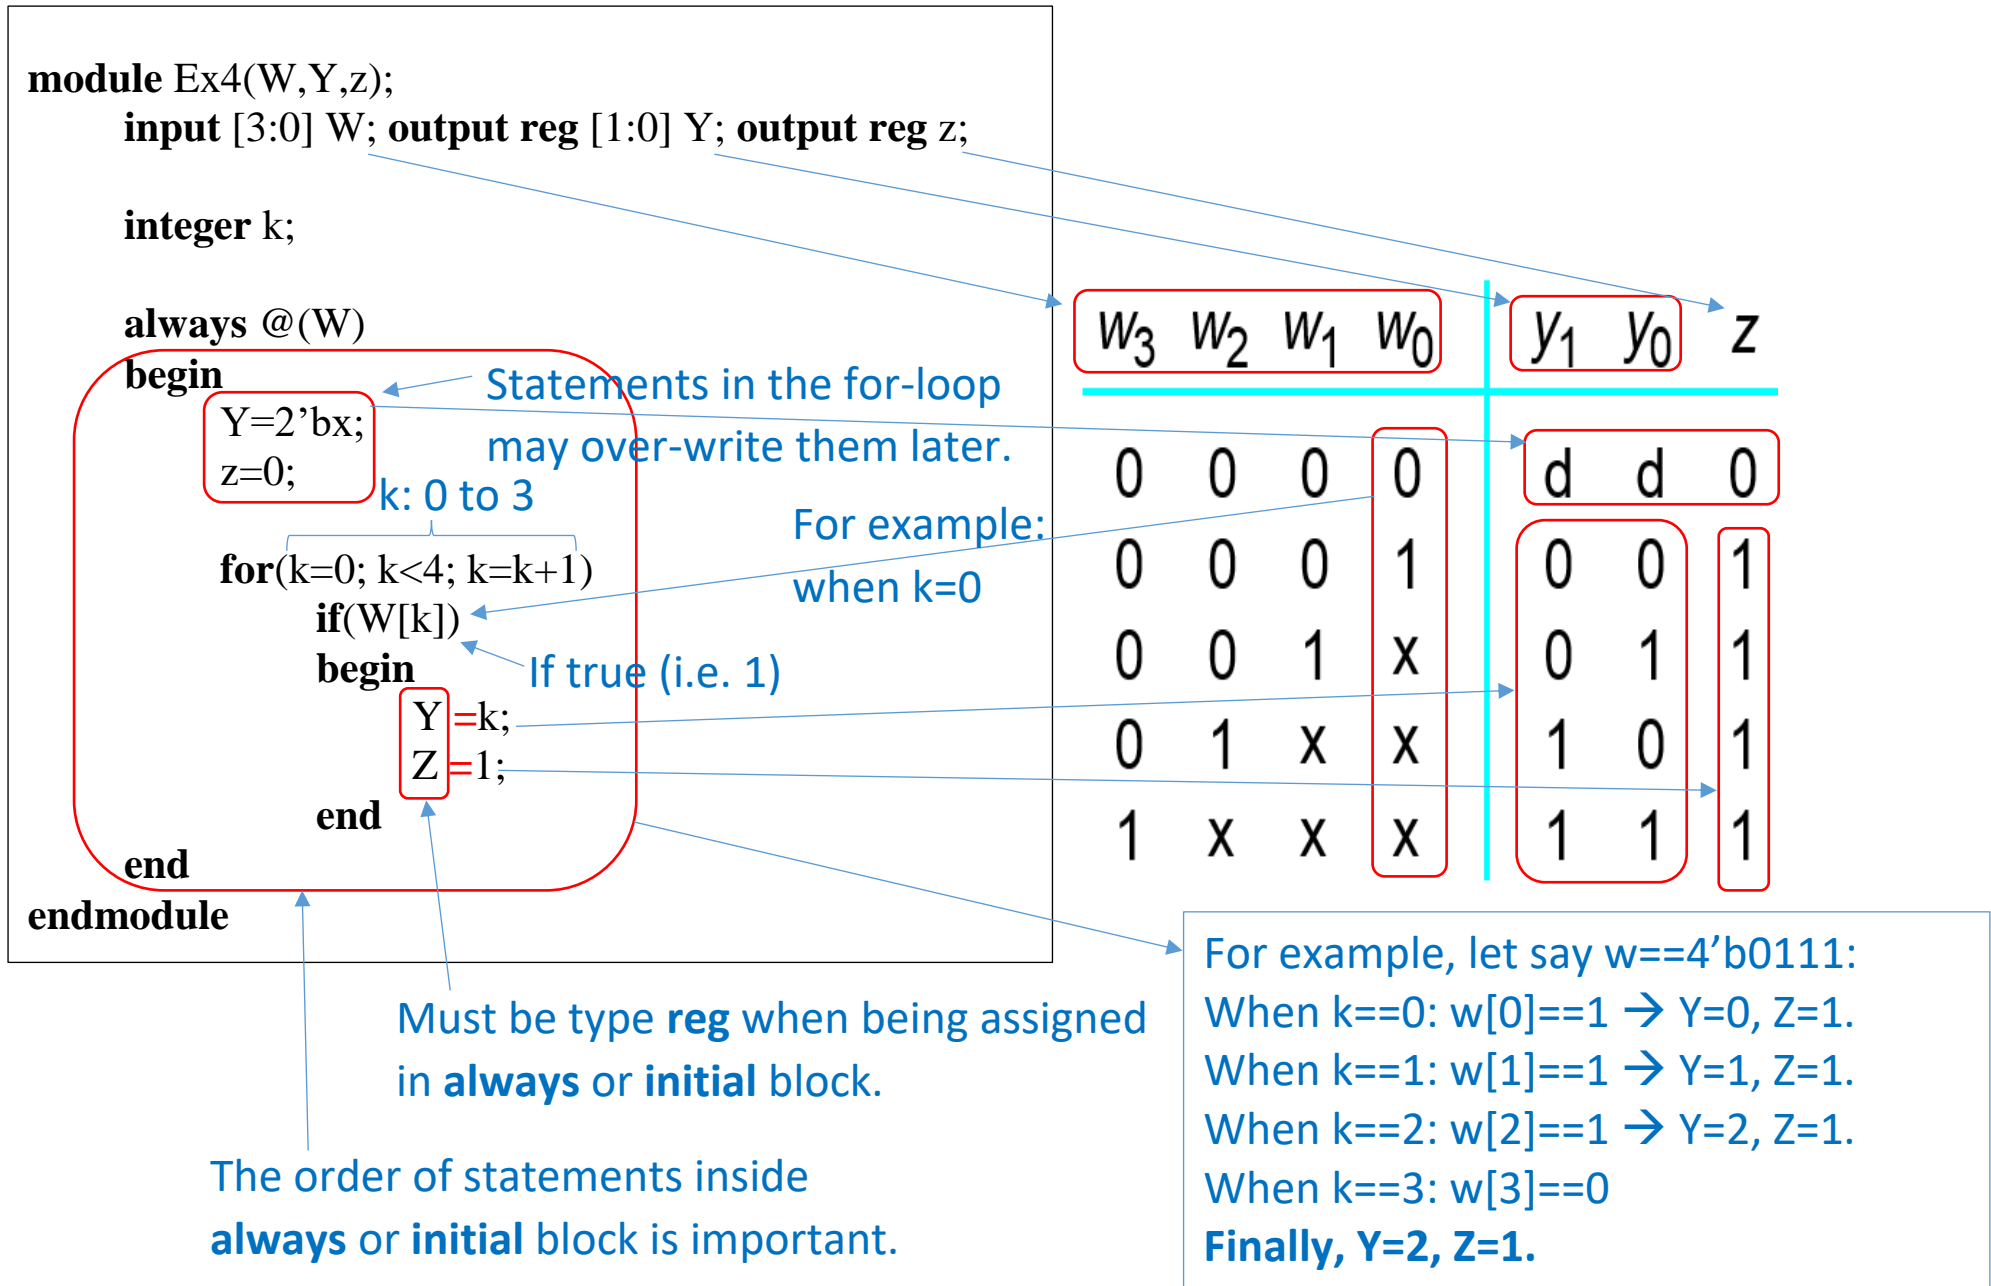 module Ex4(W,Y,z);
input [3:0] W; output reg [1:0] Y; output reg z;
integer k;
always @(W)
begin
Y=2’bx;
z=0;
Statements in the for-loop
may over-write them later.
k: 0 to 3
for(k=0; k<4; k=k+1)
if(W[k])
begin
If true (i.e. 1)
Y =k;
Z =1;
end
end
endmodule
For example:
when k=0
w3 w2 w1 w0 y1 y0 z
0 0 0 0 d d 0
0 0 0 1 0 0 1
0 0 1 x 0 1 1
0 1 x x 1 0 1
1 x x x 1 1 1
Must be type reg when being assigned
in always or initial block.
The order of statements inside
always or initial block is important.
For example, let say w==4’b0111:
When k==0: w[0]==1 → Y=0, Z=1.
When k==1: w[1]==1 → Y=1, Z=1.
When k==2: w[2]==1 → Y=2, Z=1.
When k==3: w[3]==0
Finally, Y=2, Z=1.